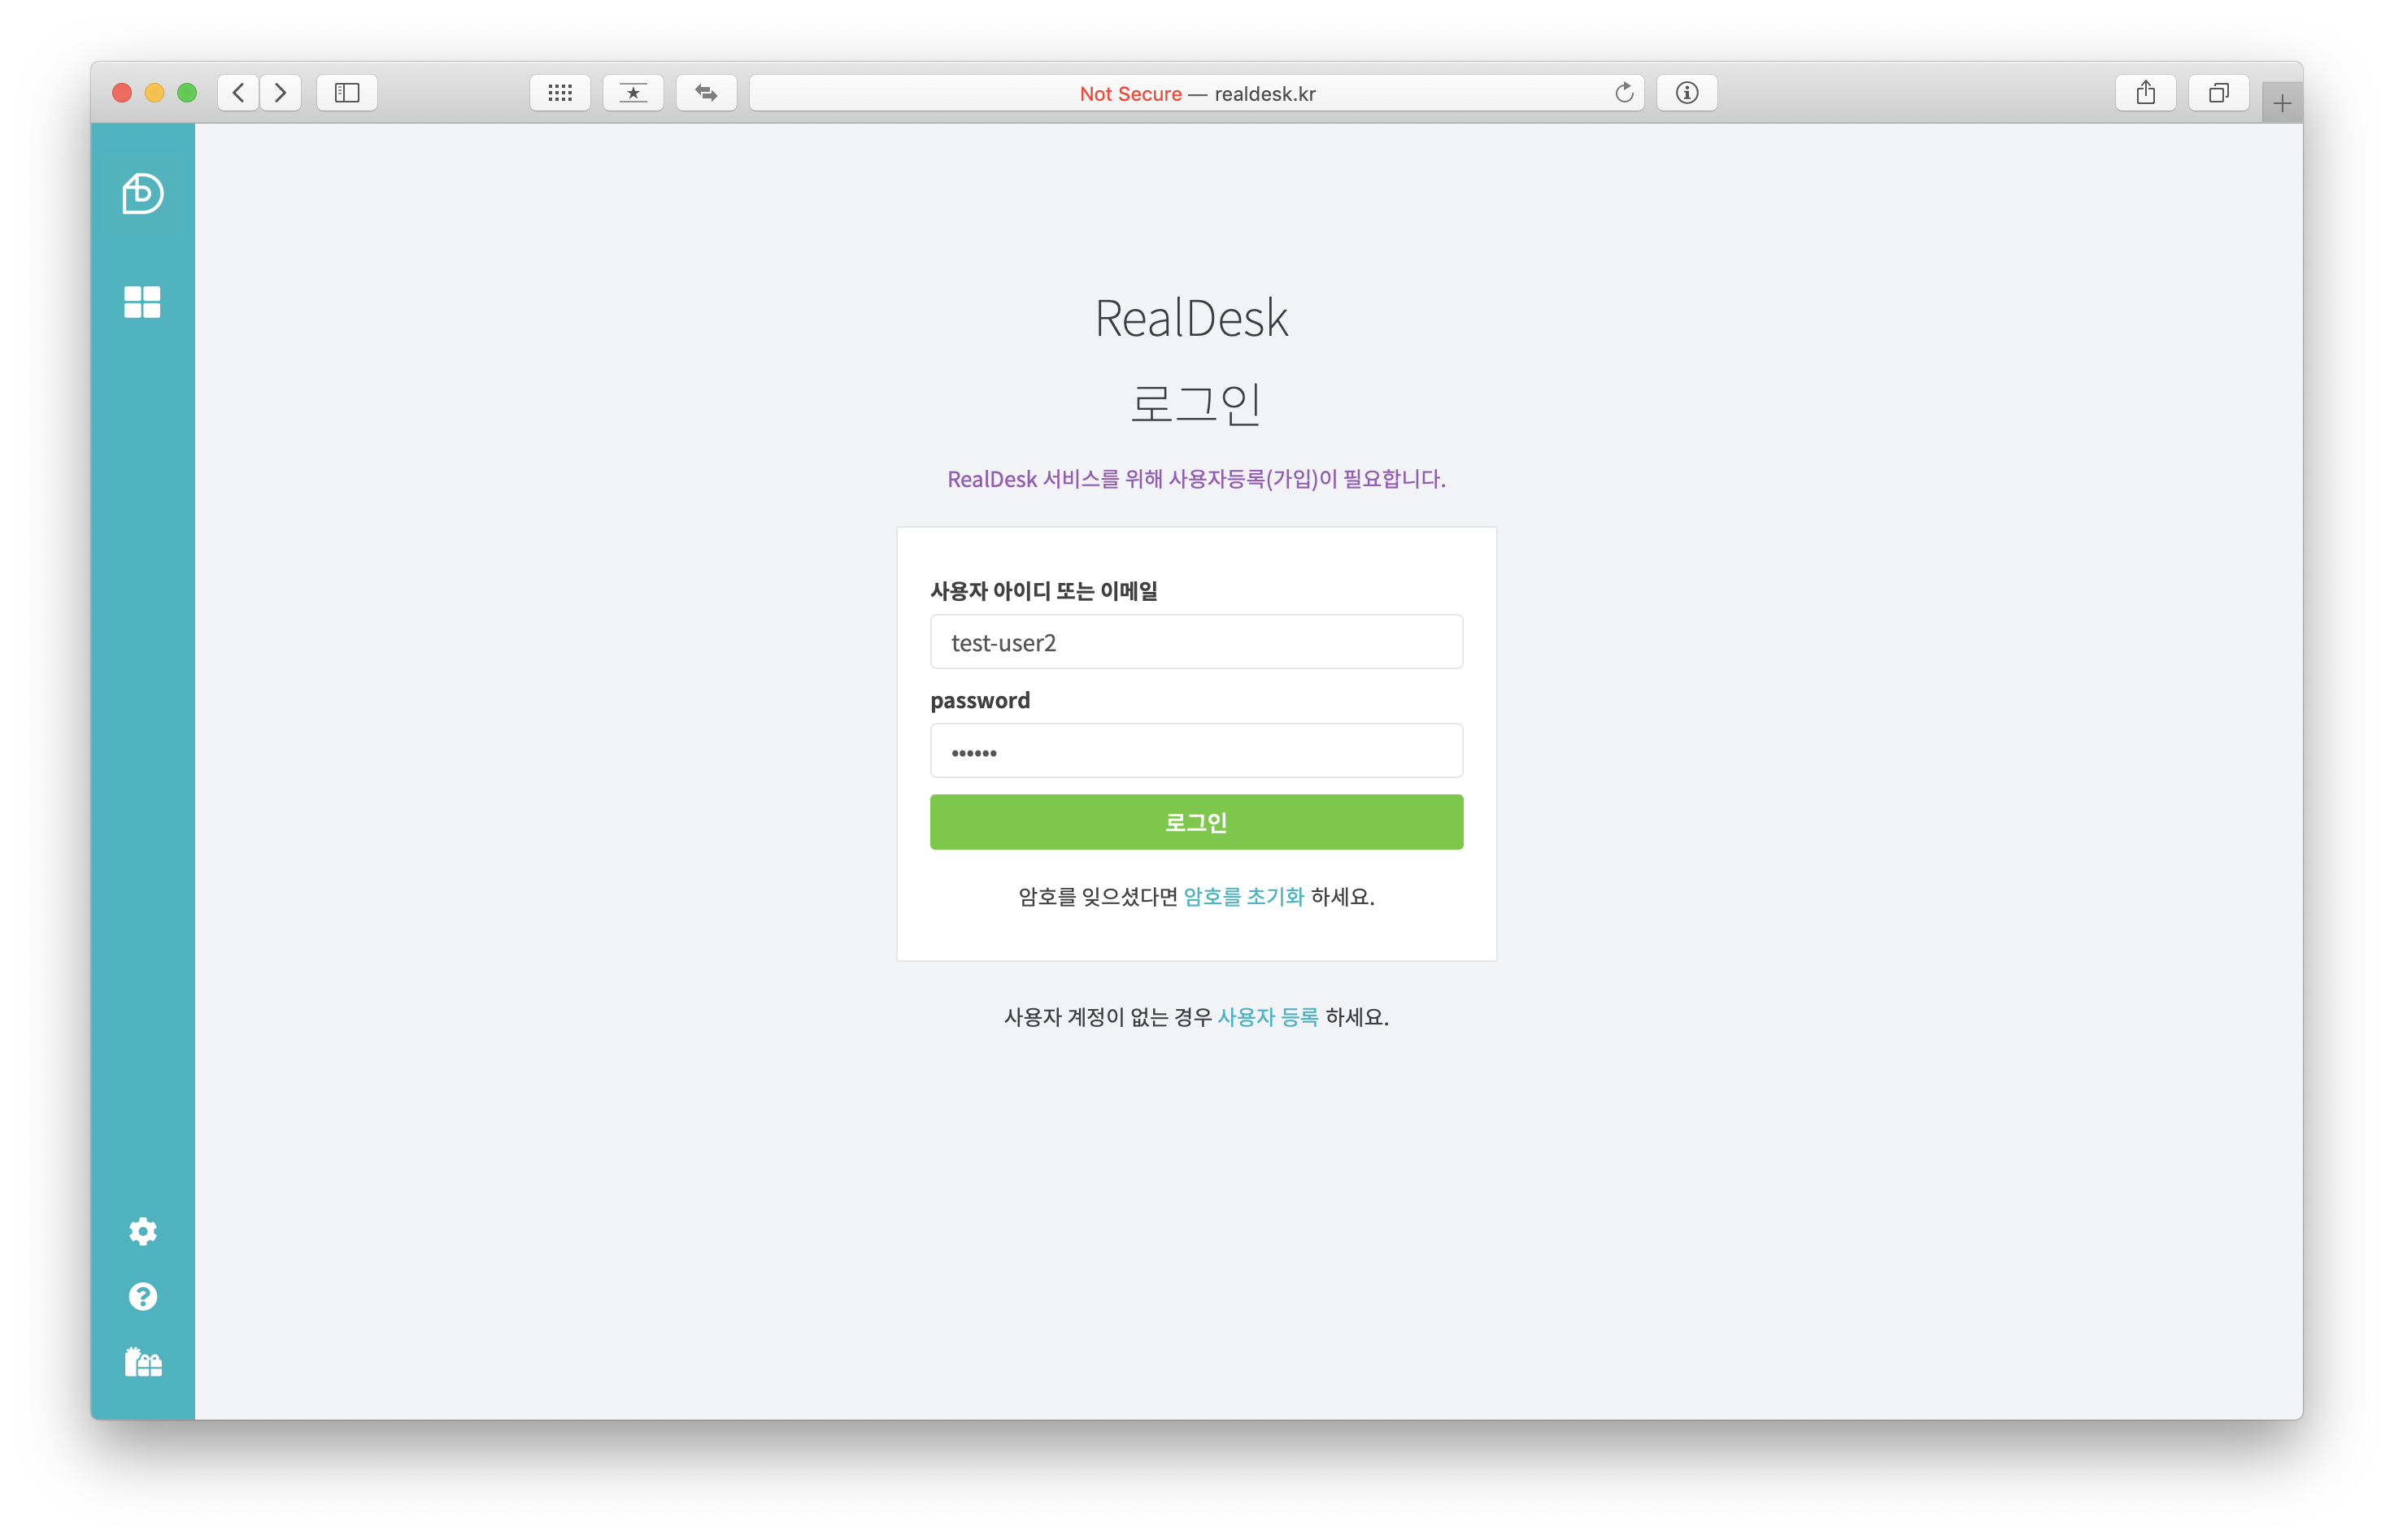 Not Secure — realdesk.kr
RealDesk
로그인
RealDesk 서비스를 위해 사용자등록(가입)이 필요합니다.
사용자 아이디 또는 이메일
test-user2
password
••••••
로그인
암호를 잊으셨다면 암호를 초기화 하세요.
사용자 계정이 없는 경우 사용자 등록 하세요.